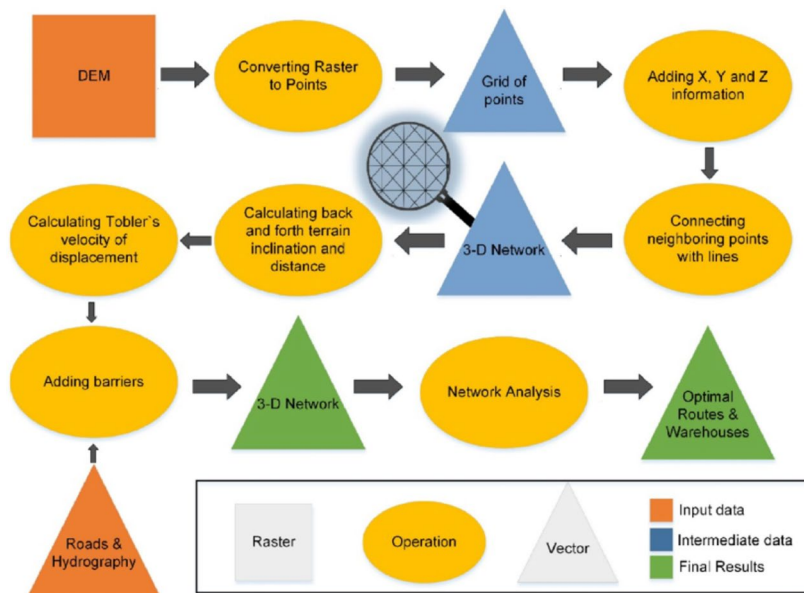 DEM
Converting Raster
to Points
Grid of
points
Adding X, Y and Z
information
Calculating Tobler`s
velocity of
displacement
Calculating back
and forth terrain
inclination and
distance
3-D Network
Connecting
neighboring points
with lines
Adding barriers
3-D Network
Network Analysis
Optimal
Routes &
Warehouses
Roads &
Hydrography
Raster
Operation
Vector
Input data
Intermediate data
Final Results